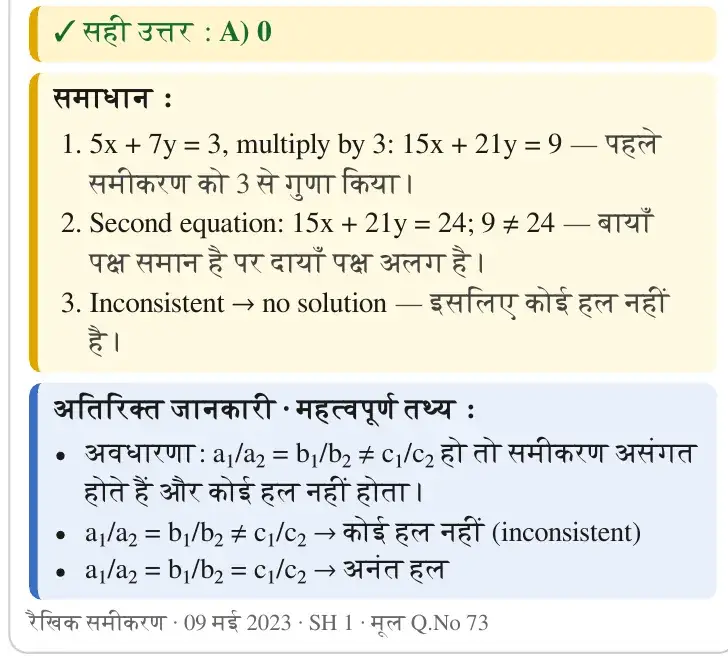 ✓ सही उत्तर : A) 0
समाधान :
1. 5x + 7y = 3, multiply by 3: 15x + 21y = 9 — पहले
समीकरण को 3 से गुणा किया।
2. Second equation: 15x + 21y = 24; 9 ≠ 24 — बायाँ
पक्ष समान है पर दायाँ पक्ष अलग है।
3. Inconsistent → no solution — इसलिए कोई हल नहीं
है।
अतिरिक्त जानकारी · महत्वपूर्ण तथ्य :
• अवधारणा: a₁/a₂ = b₁/b₂ ≠ c₁/c₂ हो तो समीकरण असंगत
होते हैं और कोई हल नहीं होता।
• a₁/a₂ = b₁/b₂ ≠ c₁/c₂ → कोई हल नहीं (inconsistent)
• a₁/a₂ = b₁/b₂ = c₁/c₂ → अनंत हल
रैखिक समीकरण · 09 मई 2023 · SH 1 · मूल Q.No 73